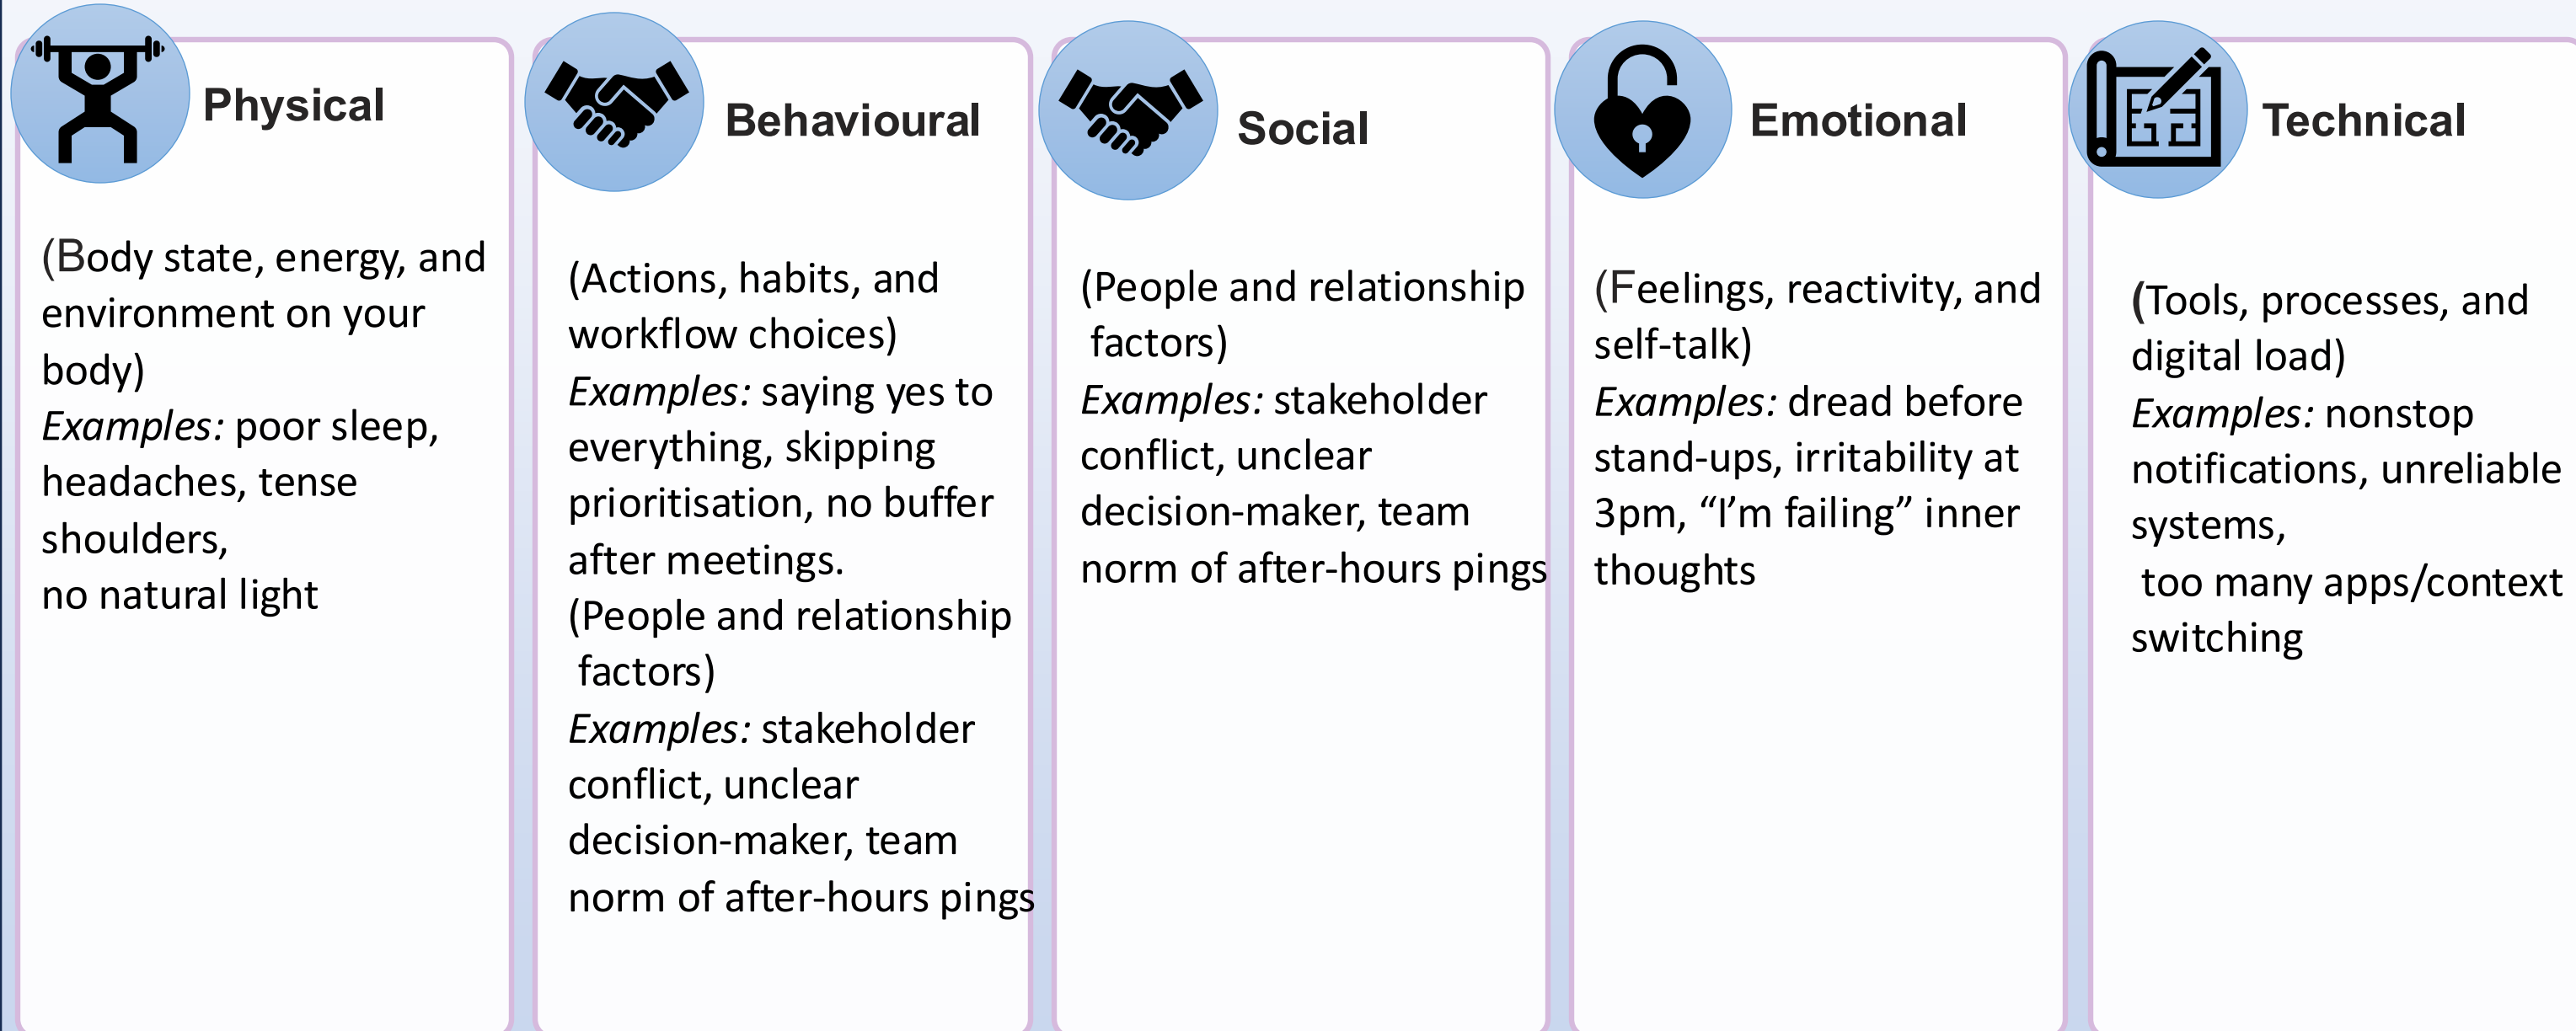 Physical
(Body state, energy, and
environment on your
body)
Examples: poor sleep,
headaches, tense
shoulders,
no natural light
Behavioural
(Actions, habits, and
workflow choices)
Examples: saying yes to
everything, skipping
prioritisation, no buffer
after meetings.
(People and relationship
factors)
Examples: stakeholder
conflict, unclear
decision-maker, team
norm of after-hours pings
Social
(People and relationship
factors)
Examples: stakeholder
conflict, unclear
decision-maker, team
norm of after-hours pings
Emotional
(Feelings, reactivity, and
self-talk)
Examples: dread before
stand-ups, irritability at
3pm, “I’m failing” inner
thoughts
Technical
(Tools, processes, and
digital load)
Examples: nonstop
notifications, unreliable
systems,
too many apps/context
switching